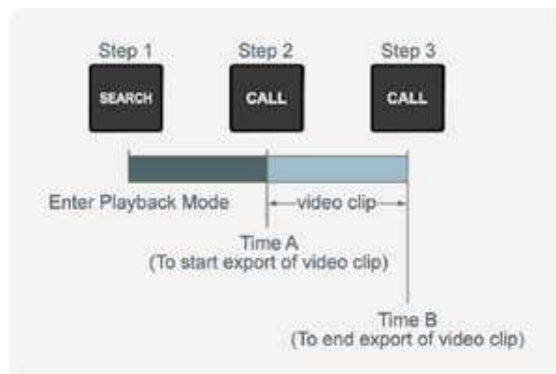 Step 1
Step 2
Step 3
SEARCH
CALL
CALL
Enter Playback Mode
video clip
Time A
(To start export of video clip)
Time B
(To end export of video clip)